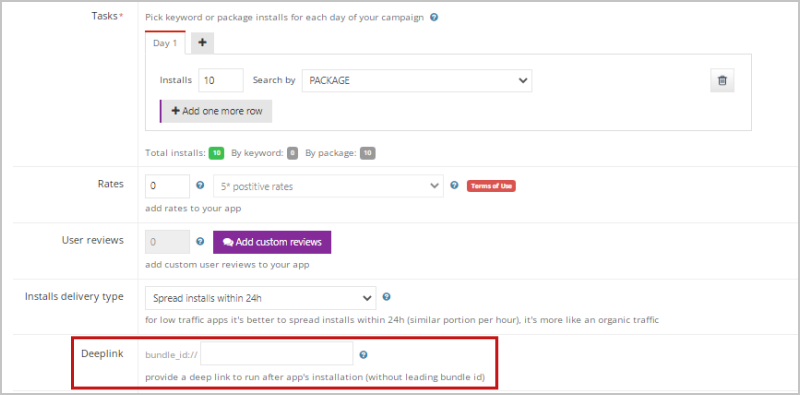 Tasks* Pick keyword or package installs for each day of your campaign ?
Day 1 +
Installs 10 Search by PACKAGE
+ Add one more row
Total installs: 10 By keyword: 0 By package: 10
Rates 0 ? 5* postitive rates ? Terms of Use
add rates to your app
User reviews 0 ? Add custom reviews
add custom user reviews to your app
Installs delivery type Spread installs within 24h ?
for low traffic apps it's better to spread installs within 24h (similar portion per hour), it's more like an organic traffic
Deeplink bundle_id:// ?
provide a deep link to run after app's installation (without leading bundle id)